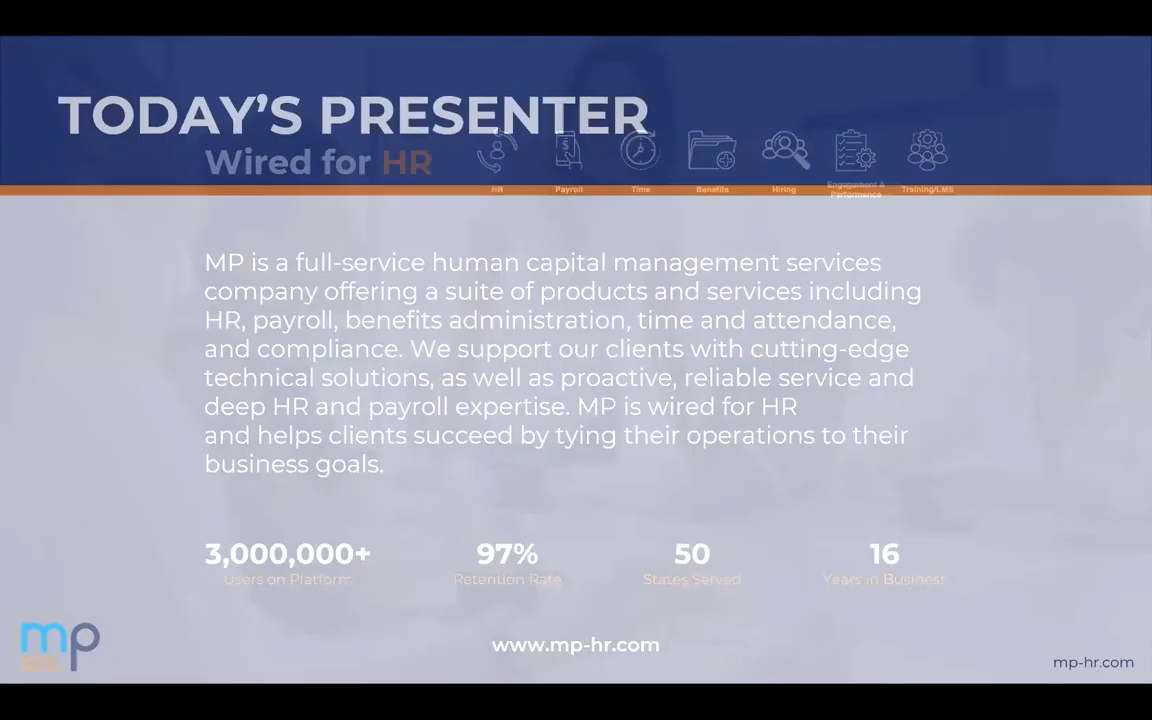 TODAY'S PRESENTER
Wired for HR
HR
Payroll
Time
Benefits
Hiring
Engagement &
Performance
Training/LMS
MP is a full-service human capital management services
company offering a suite of products and services including
HR, payroll, benefits administration, time and attendance,
and compliance. We support our clients with cutting-edge
technical solutions, as well as proactive, reliable service and
deep HR and payroll expertise. MP is wired for HR
and helps clients succeed by tying their operations to their
business goals.
3,000,000+
Users on Platform
97%
Retention Rate
50
States Served
16
Years in Business
www.mp-hr.com
mp
mp-hr.com